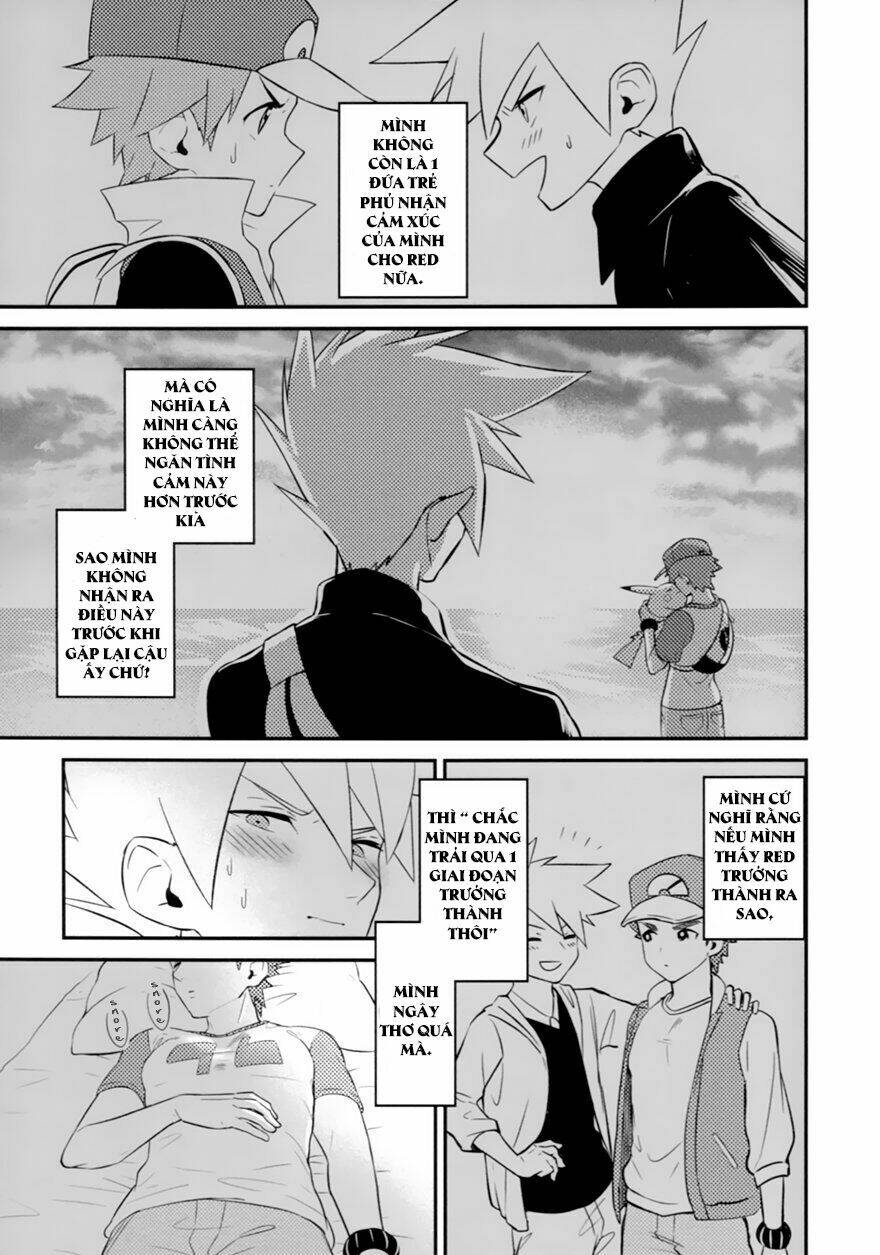 MÌNH
KHÔNG
CÒN LÀ 1
ĐỨA TRẺ
PHỦ NHẬN
CẢM XÚC
CỦA MÌNH
CHO RED
NỮA.
MÀ CÓ
NGHĨA LÀ
MÌNH CÀNG
KHÔNG THỂ
NGĂN TÌNH
CẢM NÀY
HƠN TRƯỚC
KIA
SAO MÌNH
KHÔNG
NHẬN RA
ĐIỀU NÀY
TRƯỚC KHI
GẶP LẠI CẬU
ẤY CHỨ?
MÌNH CỨ
NGHĨ RẰNG
NẾU MÌNH
THẤY RED
TRƯỞNG
THÀNH RA
SAO,
THÌ " CHẮC
MÌNH ĐANG
TRẢI QUA 1
GIAI ĐOẠN
TRƯỞNG
THÀNH
THÔI"
MÌNH
NGÂY
THƠ QUÁ
MÀ.
snore
snore